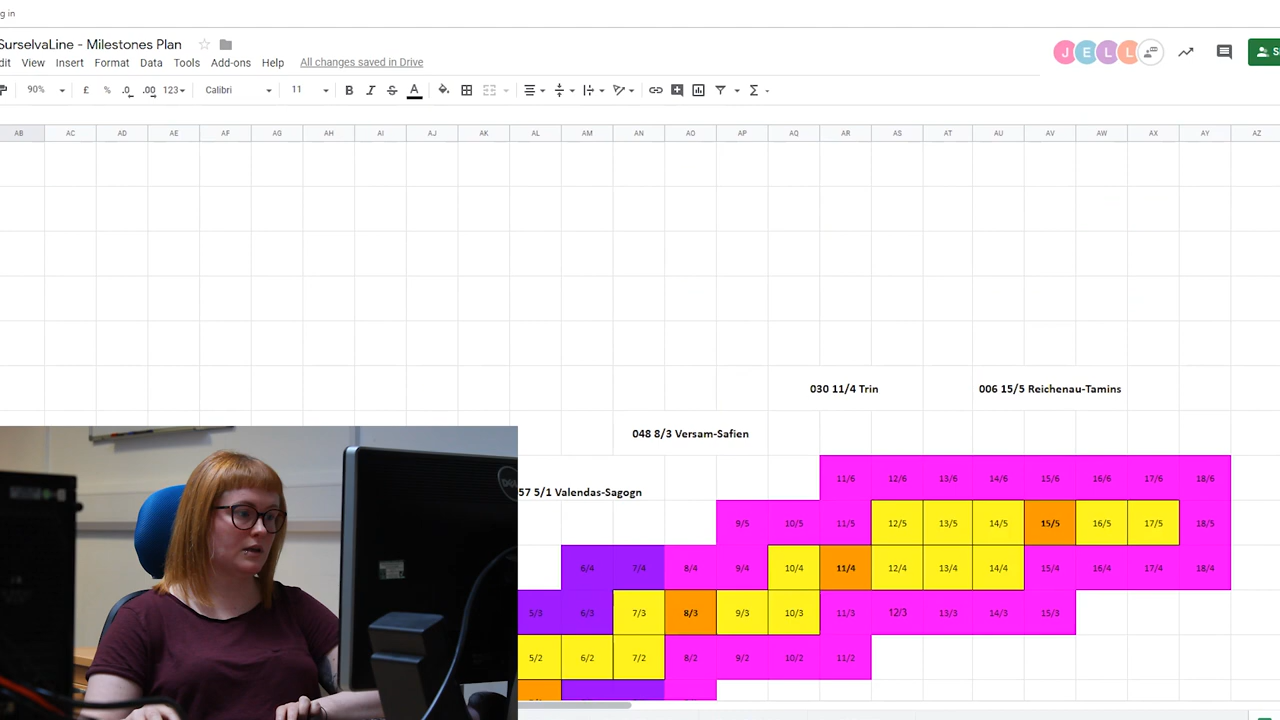 g in
SurselvaLine - Milestones Plan
dit View Insert Format Data Tools Add-ons Help All changes saved in Drive
J E L L
90% £ % .0 .00 123 Calibri 11 B I S A
AB AC AD AE AF AG AH AI AJ AK AL AM AN AO AP AQ AR AS AT AU AV AW AX AY AZ
030 11/4 Trin 006 15/5 Reichenau-Tamins
048 8/3 Versam-Safien
11/6 12/6 13/6 14/6 15/6 16/6 17/6 18/6
57 5/1 Valendas-Sagogn
9/5 10/5 11/5 12/5 13/5 14/5 15/5 16/5 17/5 18/5
6/4 7/4 8/4 9/4 10/4 11/4 12/4 13/4 14/4 15/4 16/4 17/4 18/4
5/3 6/3 7/3 8/3 9/3 10/3 11/3 12/3 13/3 14/3 15/3
5/2 6/2 7/2 8/2 9/2 10/2 11/2
DELL